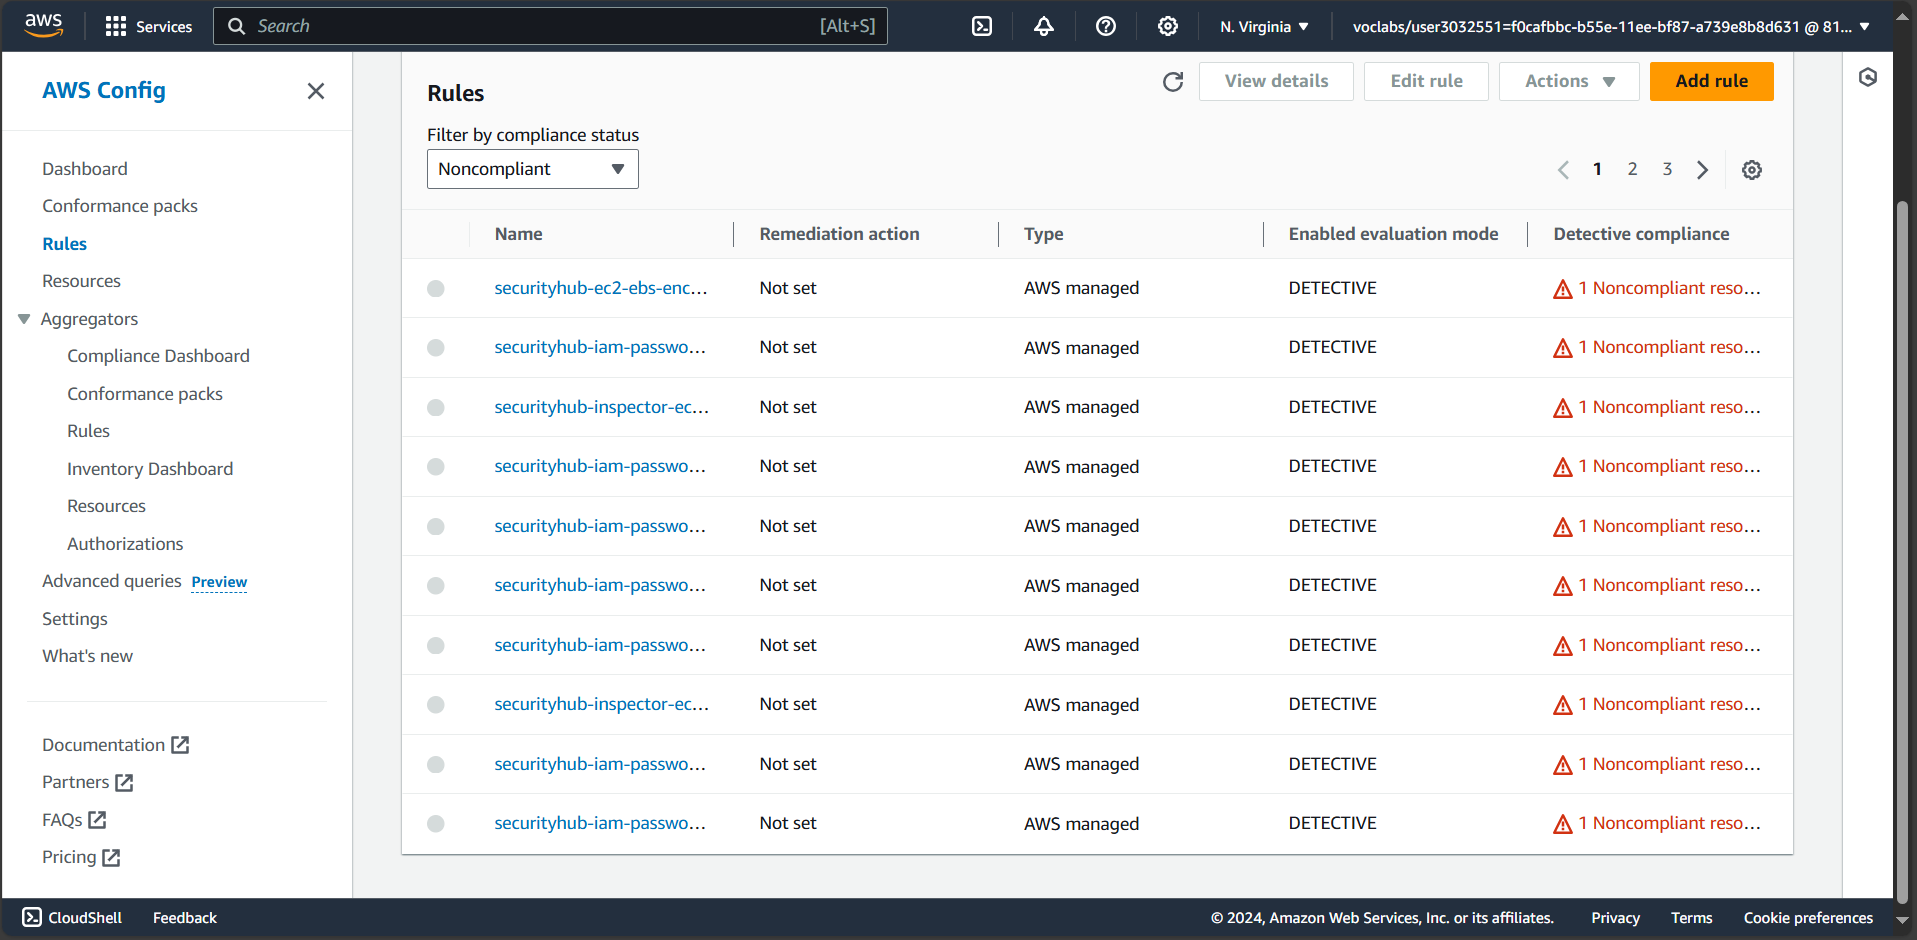 aws
Services
Search
[Alt+S]
N. Virginia
voclabs/user3032551=f0cafbbc-b55e-11ee-bf87-a739e8b8d631 @ 81...
AWS Config
Dashboard
Conformance packs
Rules
Resources
Aggregators
Compliance Dashboard
Conformance packs
Rules
Inventory Dashboard
Resources
Authorizations
Advanced queries Preview
Settings
What's new
Documentation
Partners
FAQs
Pricing
Rules
View details
Edit rule
Actions
Add rule
Filter by compliance status
Noncompliant
1 2 3
Name Remediation action Type Enabled evaluation mode Detective compliance
securityhub-ec2-ebs-enc... Not set AWS managed DETECTIVE 1 Noncompliant reso...
securityhub-iam-passwo... Not set AWS managed DETECTIVE 1 Noncompliant reso...
securityhub-inspector-ec... Not set AWS managed DETECTIVE 1 Noncompliant reso...
securityhub-iam-passwo... Not set AWS managed DETECTIVE 1 Noncompliant reso...
securityhub-iam-passwo... Not set AWS managed DETECTIVE 1 Noncompliant reso...
securityhub-iam-passwo... Not set AWS managed DETECTIVE 1 Noncompliant reso...
securityhub-iam-passwo... Not set AWS managed DETECTIVE 1 Noncompliant reso...
securityhub-inspector-ec... Not set AWS managed DETECTIVE 1 Noncompliant reso...
securityhub-iam-passwo... Not set AWS managed DETECTIVE 1 Noncompliant reso...
securityhub-iam-passwo... Not set AWS managed DETECTIVE 1 Noncompliant reso...
CloudShell
Feedback
© 2024, Amazon Web Services, Inc. or its affiliates.
Privacy
Terms
Cookie preferences